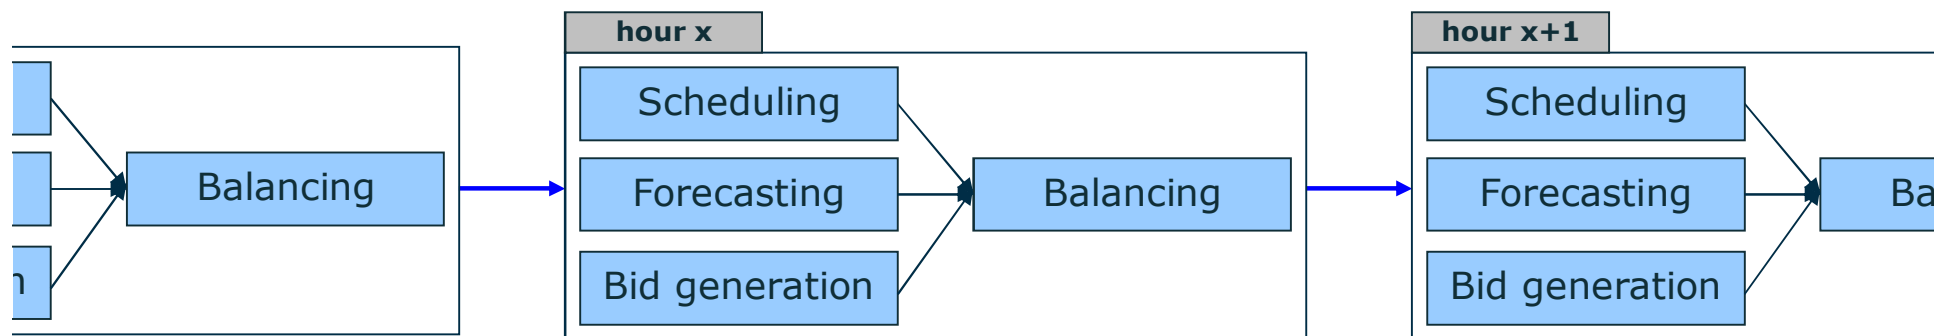 Balancing
hour x
Scheduling
Forecasting
Bid generation
Balancing
hour x+1
Scheduling
Forecasting
Bid generation